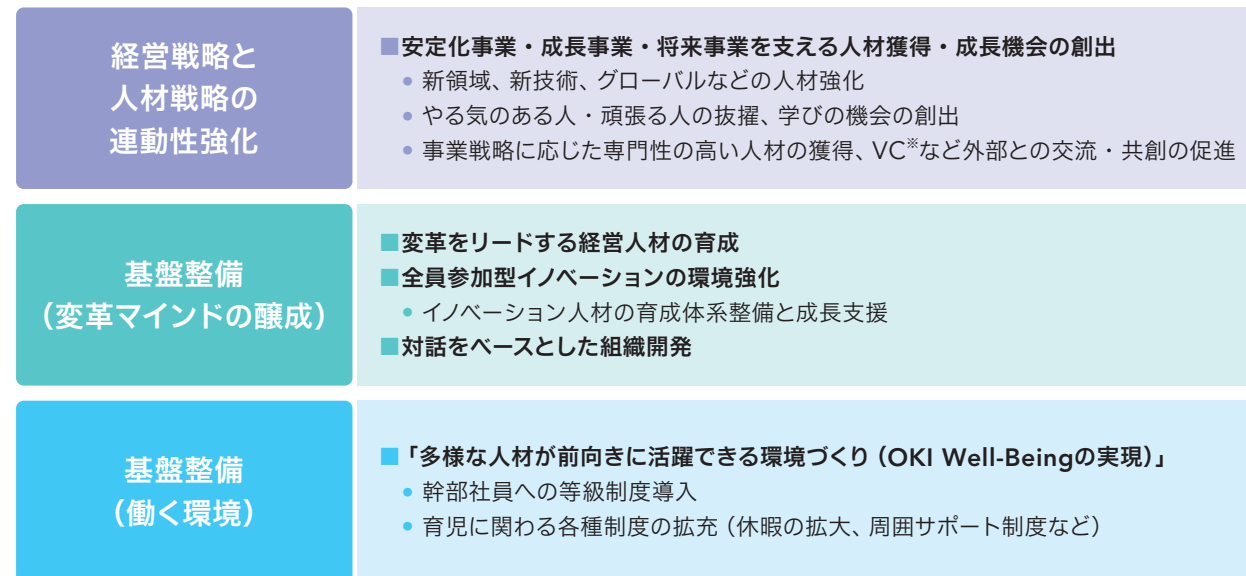 経営戦略と
人材戦略の
連動性強化
■安定化事業・成長事業・将来事業を支える人材獲得・成長機会の創出
• 新領域、新技術、グローバルなどの人材強化
• やる気のある人・頑張る人の抜擢、学びの機会の創出
• 事業戦略に応じた専門性の高い人材の獲得、VC※など外部との交流・共創の促進
基盤整備
（変革マインドの醸成）
■変革をリードする経営人材の育成
■全員参加型イノベーションの環境強化
• イノベーション人材の育成体系整備と成長支援
■対話をベースとした組織開発
基盤整備
（働く環境）
■「多様な人材が前向きに活躍できる環境づくり（OKI Well-Beingの実現）」
• 幹部社員への等級制度導入
• 育児に関わる各種制度の拡充（休暇の拡大、周囲サポート制度など）